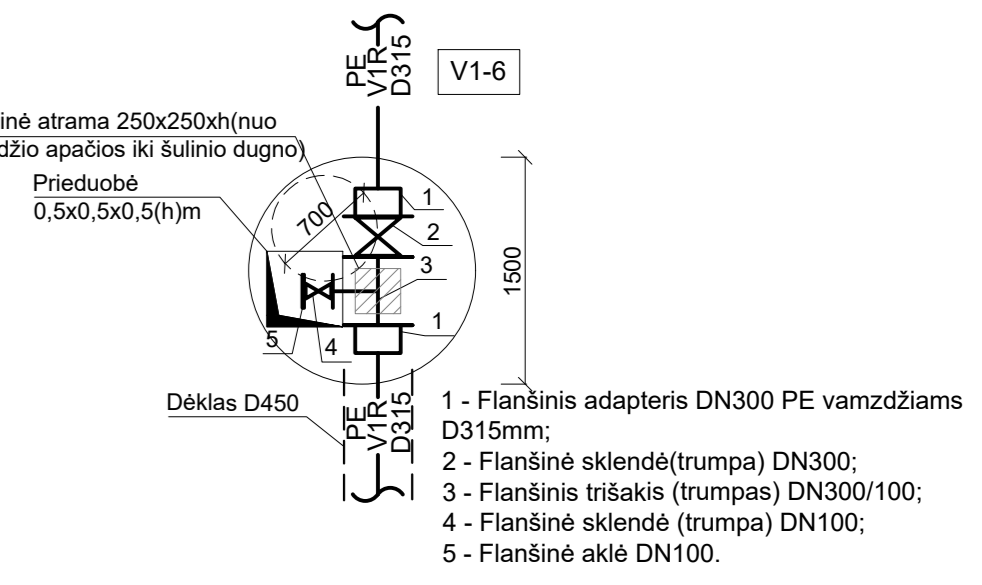 PE
V1R
D315
V1-6
inė atrama 250x250xh(nuo
džio apačios iki šulinio dugno)
Prieduobė
0,5x0,5x0,5(h)m
700
1
2
3
1
5
4
1500
Dėklas D450
PE
V1R
D315
1 - Flanšinis adapteris DN300 PE vamzdžiams
D315mm;
2 - Flanšinė sklendė(trumpa) DN300;
3 - Flanšinis trišakis (trumpas) DN300/100;
4 - Flanšinė sklendė (trumpa) DN100;
5 - Flanšinė aklė DN100.